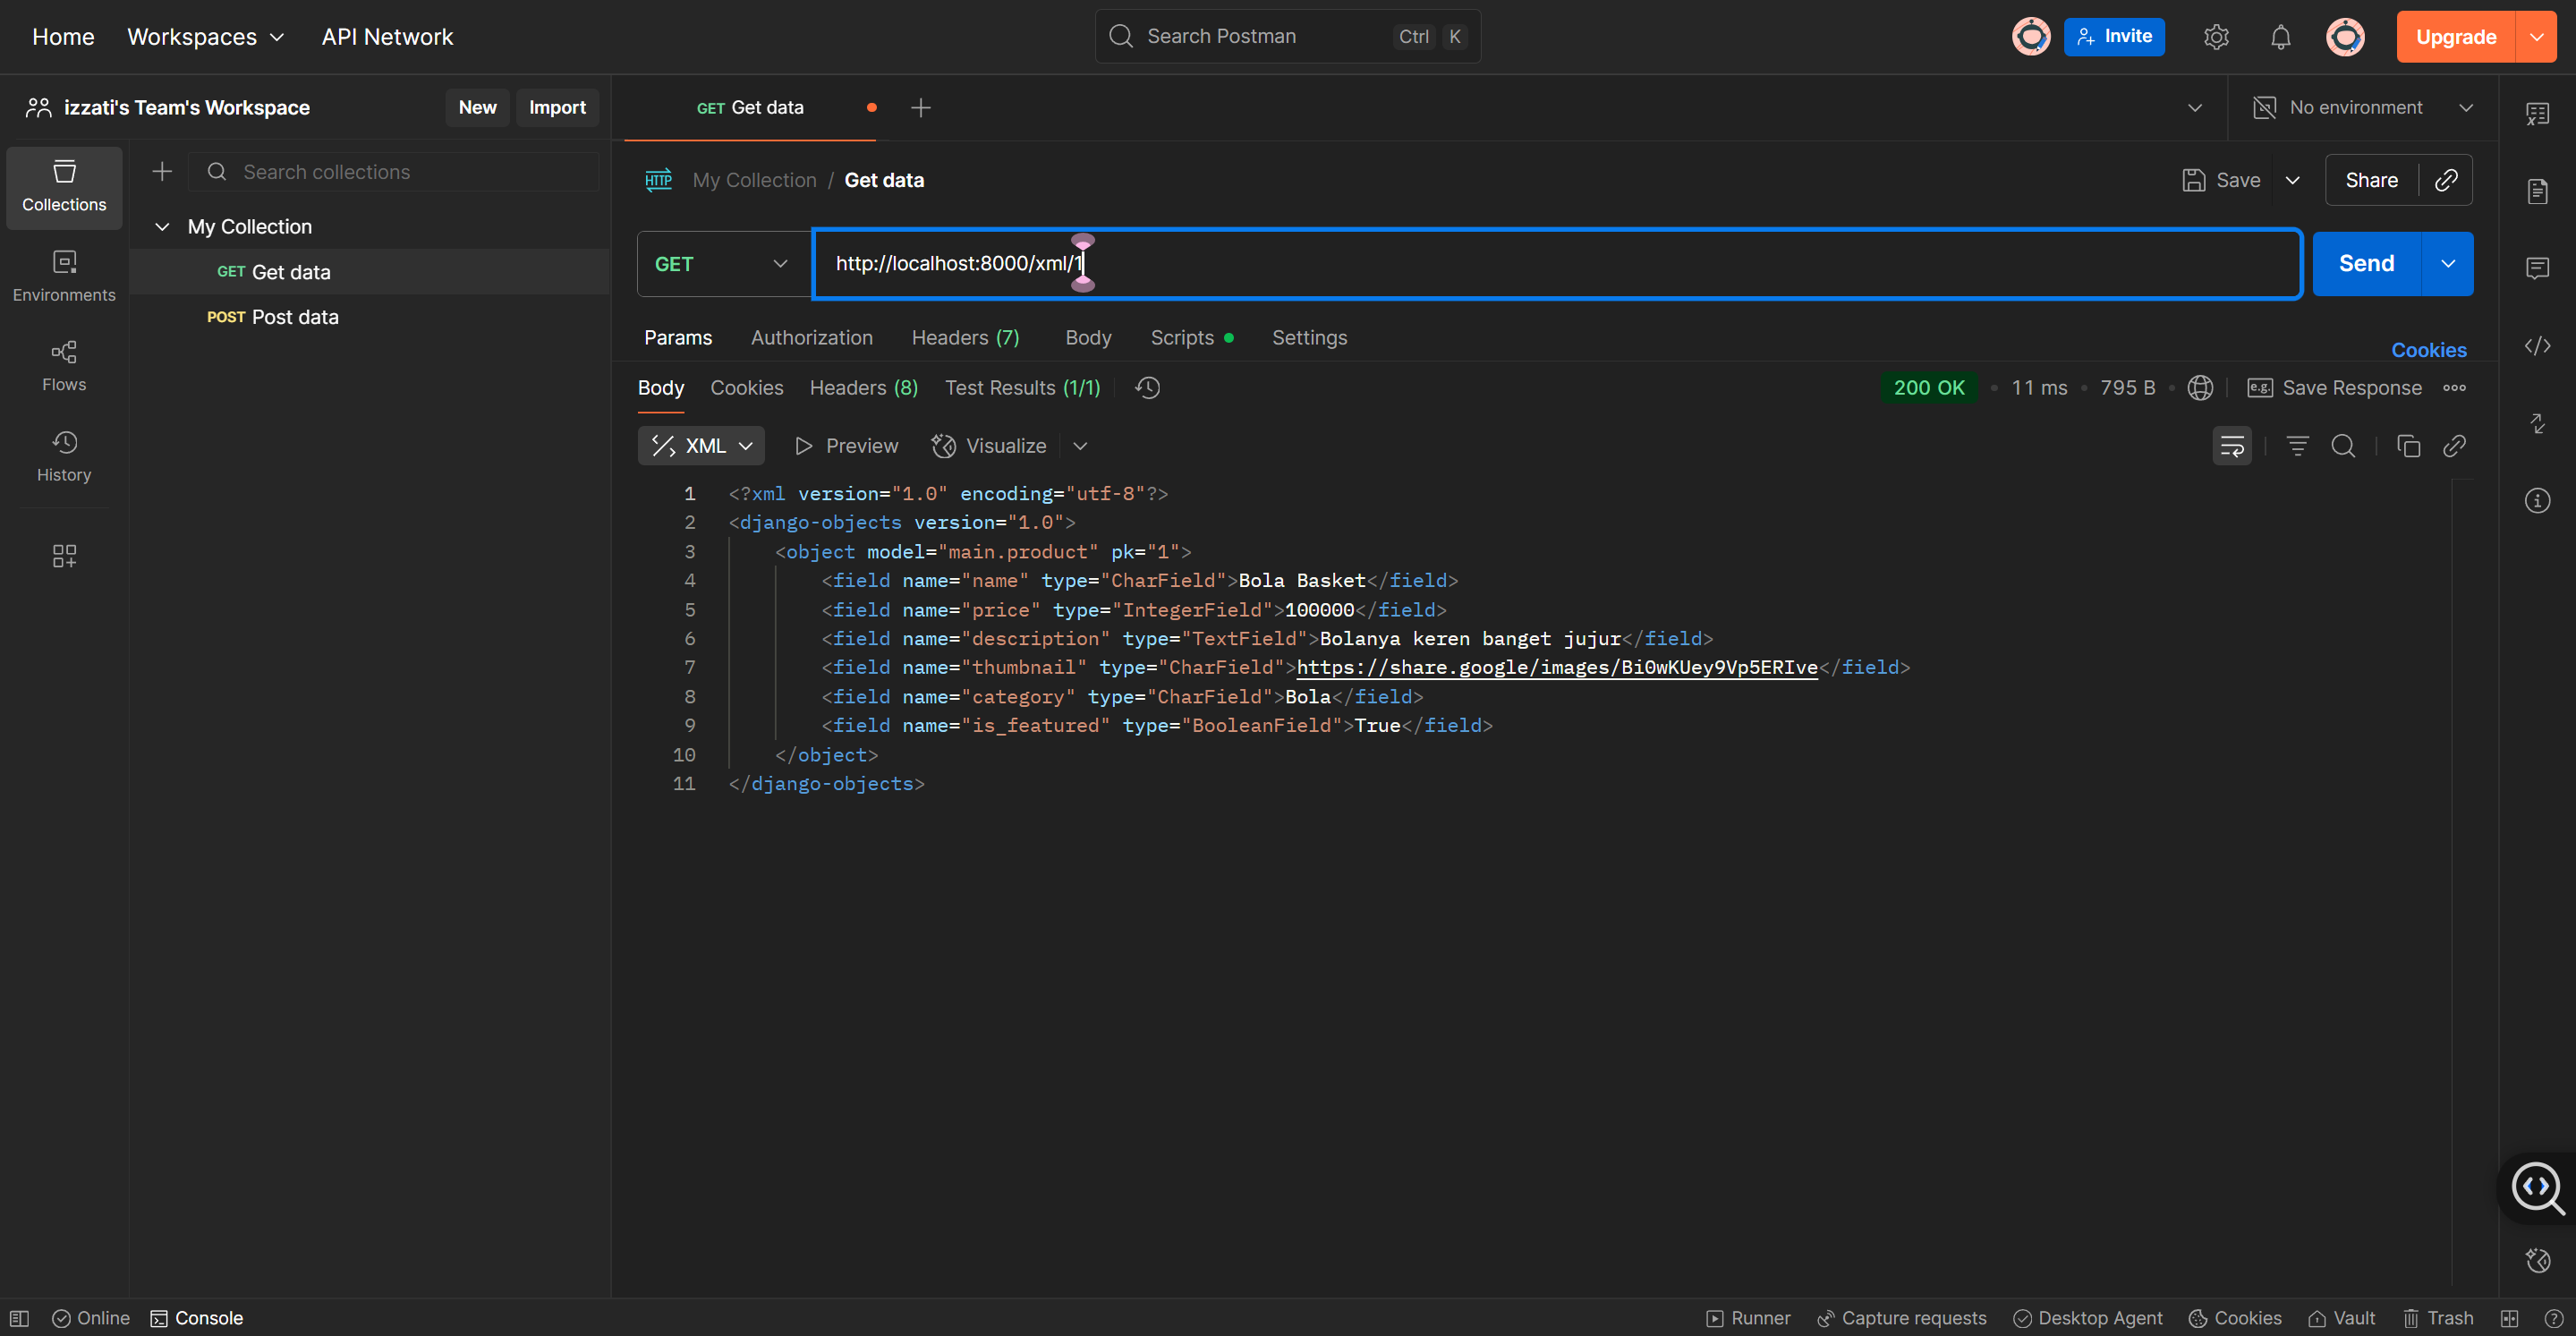 Home Workspaces API Network Search Postman Ctrl K Invite Upgrade
izzati's Team's Workspace New Import GET Get data No environment
Collections
Environments
Flows
History
Search collections
My Collection
GET Get data
POST Post data
HTTP My Collection / Get data Save Share
GET http://localhost:8000/xml/1 Send
Params Authorization Headers (7) Body Scripts Settings Cookies
Body Cookies Headers (8) Test Results (1/1) 200 OK 11 ms 795 B e.g. Save Response
XML Preview Visualize
1 <?xml version="1.0" encoding="utf-8"?>
2 <django-objects version="1.0">
3 <object model="main.product" pk="1">
4 <field name="name" type="CharField">Bola Basket</field>
5 <field name="price" type="IntegerField">100000</field>
6 <field name="description" type="TextField">Bolanya keren banget jujur</field>
7 <field name="thumbnail" type="CharField">https://share.google/images/Bi0wKUey9Vp5ERIve</field>
8 <field name="category" type="CharField">Bola</field>
9 <field name="is_featured" type="BooleanField">True</field>
10 </object>
11 </django-objects>
Online Console Runner Capture requests Desktop Agent Cookies Vault Trash